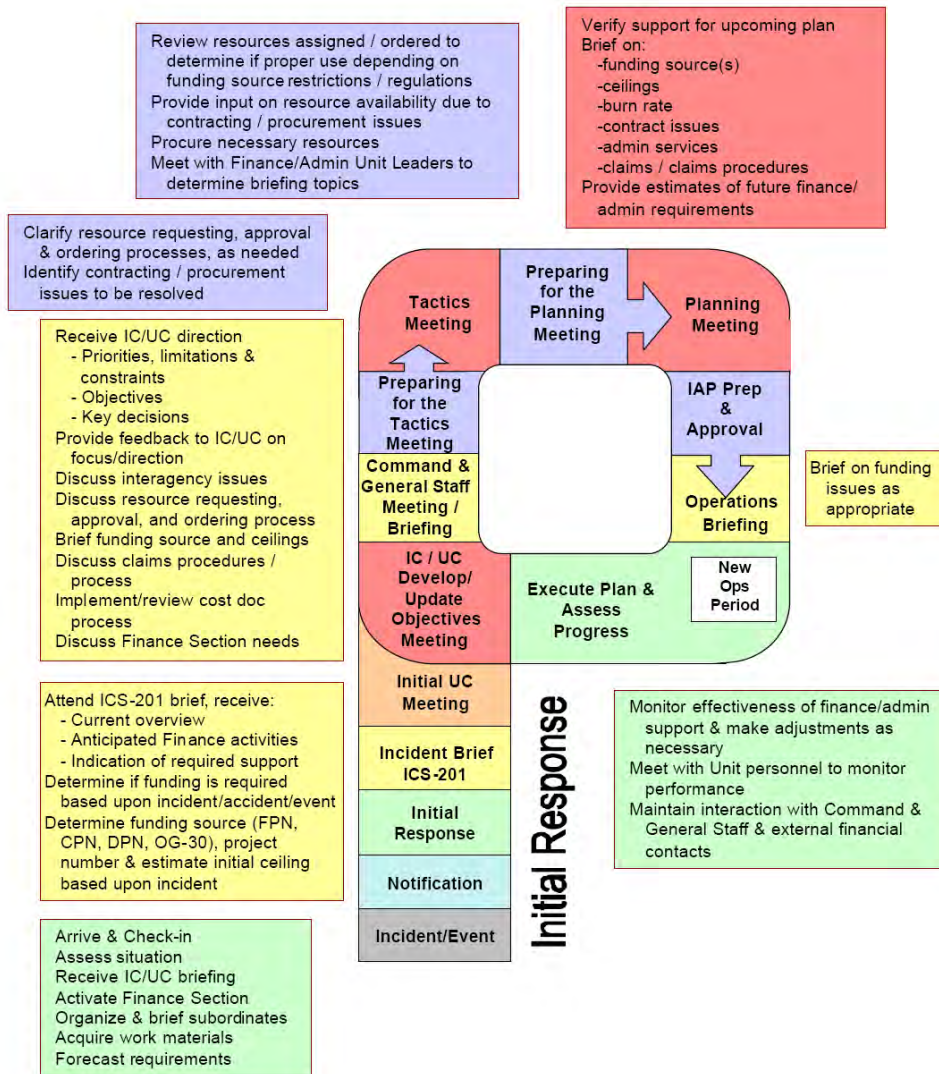 Review resources assigned / ordered to
determine if proper use depending on
funding source restrictions / regulations
Provide input on resource availability due to
contracting / procurement issues
Procure necessary resources
Meet with Finance/Admin Unit Leaders to
determine briefing topics
Verify support for upcoming plan
Brief on:
-funding source(s)
-ceilings
-burn rate
-contract issues
-admin services
-claims / claims procedures
Provide estimates of future finance/
admin requirements
Clarify resource requesting, approval
& ordering processes, as needed
Identify contracting / procurement
issues to be resolved
Receive IC/UC direction
- Priorities, limitations &
constraints
- Objectives
- Key decisions
Provide feedback to IC/UC on
focus/direction
Discuss interagency issues
Discuss resource requesting,
approval, and ordering process
Brief funding source and ceilings
Discuss claims procedures /
process
Implement/review cost doc
process
Discuss Finance Section needs
Tactics
Meeting
Preparing
for the
Planning
Meeting
Planning
Meeting
Preparing
for the
Tactics
Meeting
IAP Prep
&
Approval
Command &
General Staff
Meeting /
Briefing
Operations
Briefing
Brief on funding
issues as
appropriate
IC / UC
Develop/
Update
Objectives
Meeting
Execute Plan &
Assess
Progress
New
Ops
Period
Initial UC
Meeting
Incident Brief
ICS-201
Initial
Response
Notification
Incident/Event
Initial Response
Attend ICS-201 brief, receive:
- Current overview
- Anticipated Finance activities
- Indication of required support
Determine if funding is required
based upon incident/accident/event
Determine funding source (FPN,
CPN, DPN, OG-30), project
number & estimate initial ceiling
based upon incident
Monitor effectiveness of finance/admin
support & make adjustments as
necessary
Meet with Unit personnel to monitor
performance
Maintain interaction with Command &
General Staff & external financial
contacts
Arrive & Check-in
Assess situation
Receive IC/UC briefing
Activate Finance Section
Organize & brief subordinates
Acquire work materials
Forecast requirements